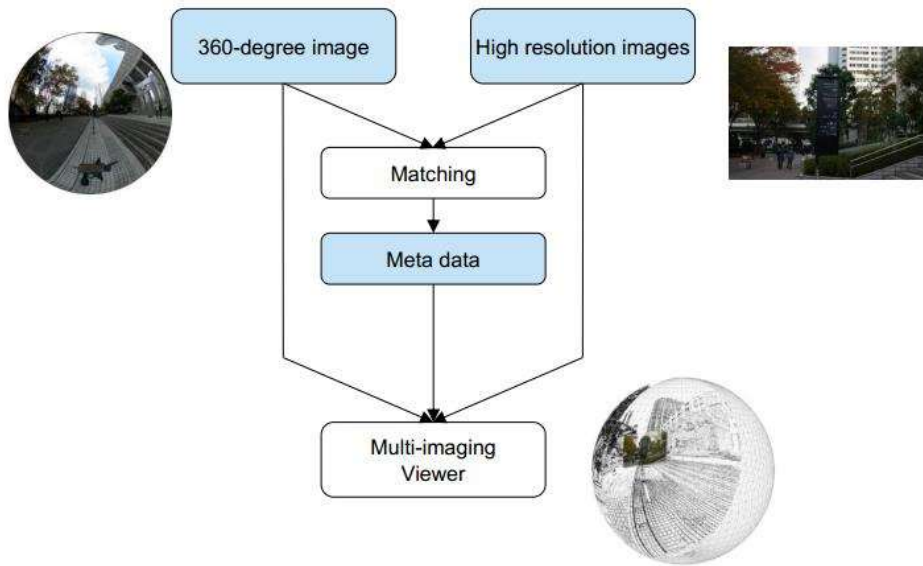 360-degree image
High resolution images
Matching
Meta data
Multi-imaging
Viewer